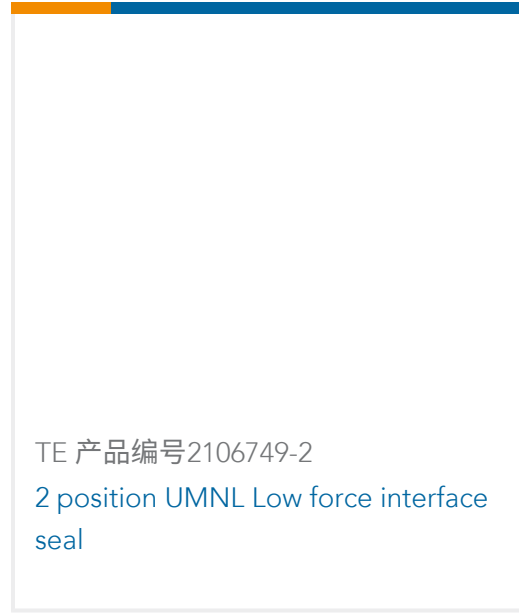 TE 产品编号2106749-2
2 position UMNL Low force interface
seal